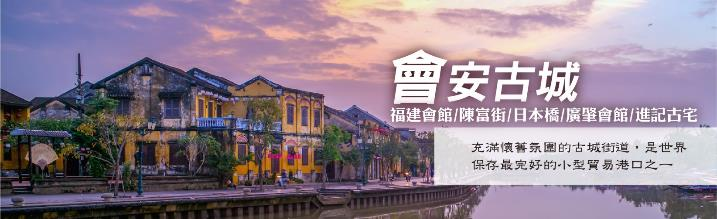 會安古城
福建會館/陳富街/日本橋/廣肇會館/進記古宅
充滿懷舊氛圍的古城街道，是世界
保存最完好的小型貿易港口之一